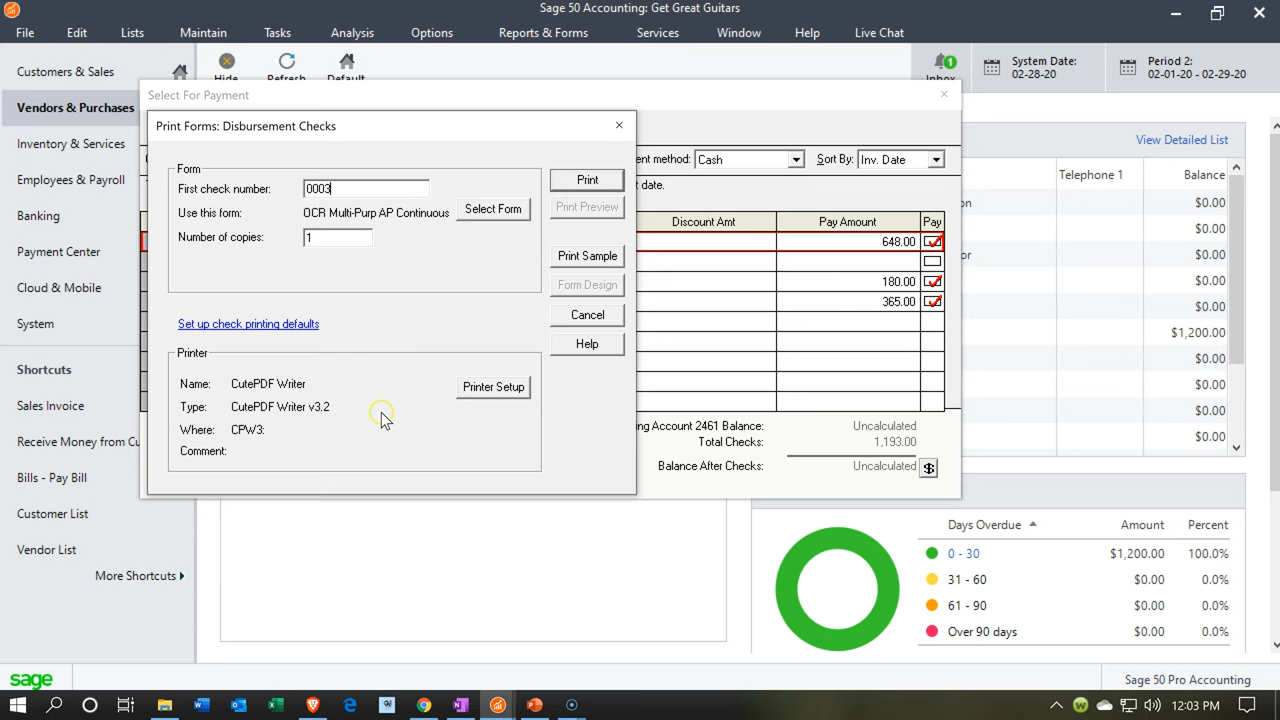 Sage 50 Accounting: Get Great Guitars
File Edit Lists Maintain Tasks Analysis Options Reports & Forms Services Window Help Live Chat
Customers & Sales
Vendors & Purchases
Inventory & Services
Employees & Payroll
Banking
Payment Center
Cloud & Mobile
System
Shortcuts
Sales Invoice
Receive Money from Cu
Bills - Pay Bill
Customer List
Vendor List
More Shortcuts
Hide Refresh Default
1
Inbox
System Date:
02-28-20
Period 2:
02-01-20 - 02-29-20
Select For Payment
Print Forms: Disbursement Checks
Form
First check number: 0003
Use this form: OCR Multi-Purp AP Continuous
Number of copies: 1
Set up check printing defaults
Select Form
Print
Print Preview
Print Sample
Form Design
Cancel
Help
Printer
Name: CutePDF Writer
Type: CutePDF Writer v3.2
Where: CPW3:
Comment:
Printer Setup
ent method: Cash Sort By: Inv. Date
t date.
Discount Amt Pay Amount Pay
648.00
180.00
365.00
ng Account 2461 Balance: Uncalculated
Total Checks: 1,193.00
Balance After Checks: Uncalculated
View Detailed List
Telephone 1 Balance
on $0.00
$0.00
or $0.00
$0.00
$0.00
$1,200.00
$0.00
$0.00
$0.00
$0.00
Days Overdue Amount Percent
0 - 30 $1,200.00 100.0%
31 - 60 $0.00 0.0%
61 - 90 $0.00 0.0%
Over 90 days $0.00 0.0%
sage
Sage 50 Pro Accounting
12:03 PM